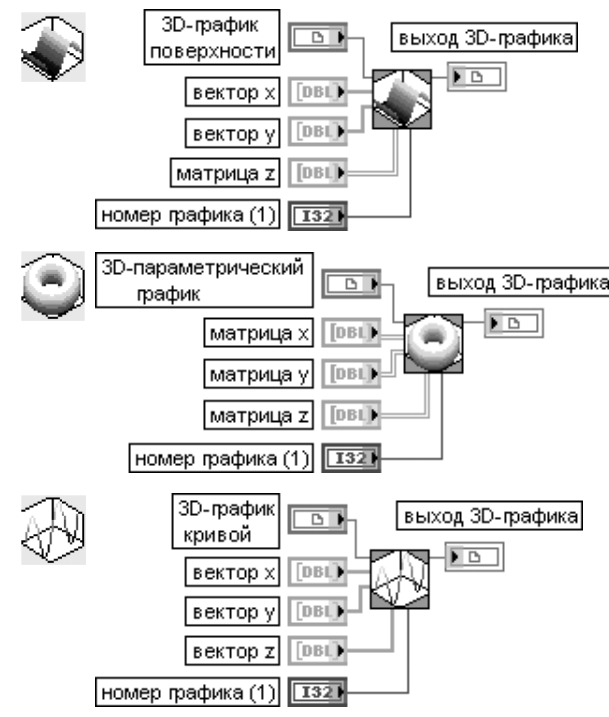 3D-график
поверхности
выход 3D-графика
вектор x
[DBL]
вектор y
[DBL]
матрица z
[DBL]
номер графика (1)
I32
3D-параметрический
график
выход 3D-графика
матрица x
[DBL]
матрица y
[DBL]
матрица z
[DBL]
номер графика (1)
I32
3D-график
кривой
выход 3D-графика
вектор x
[DBL]
вектор y
[DBL]
вектор z
[DBL]
номер графика (1)
I32